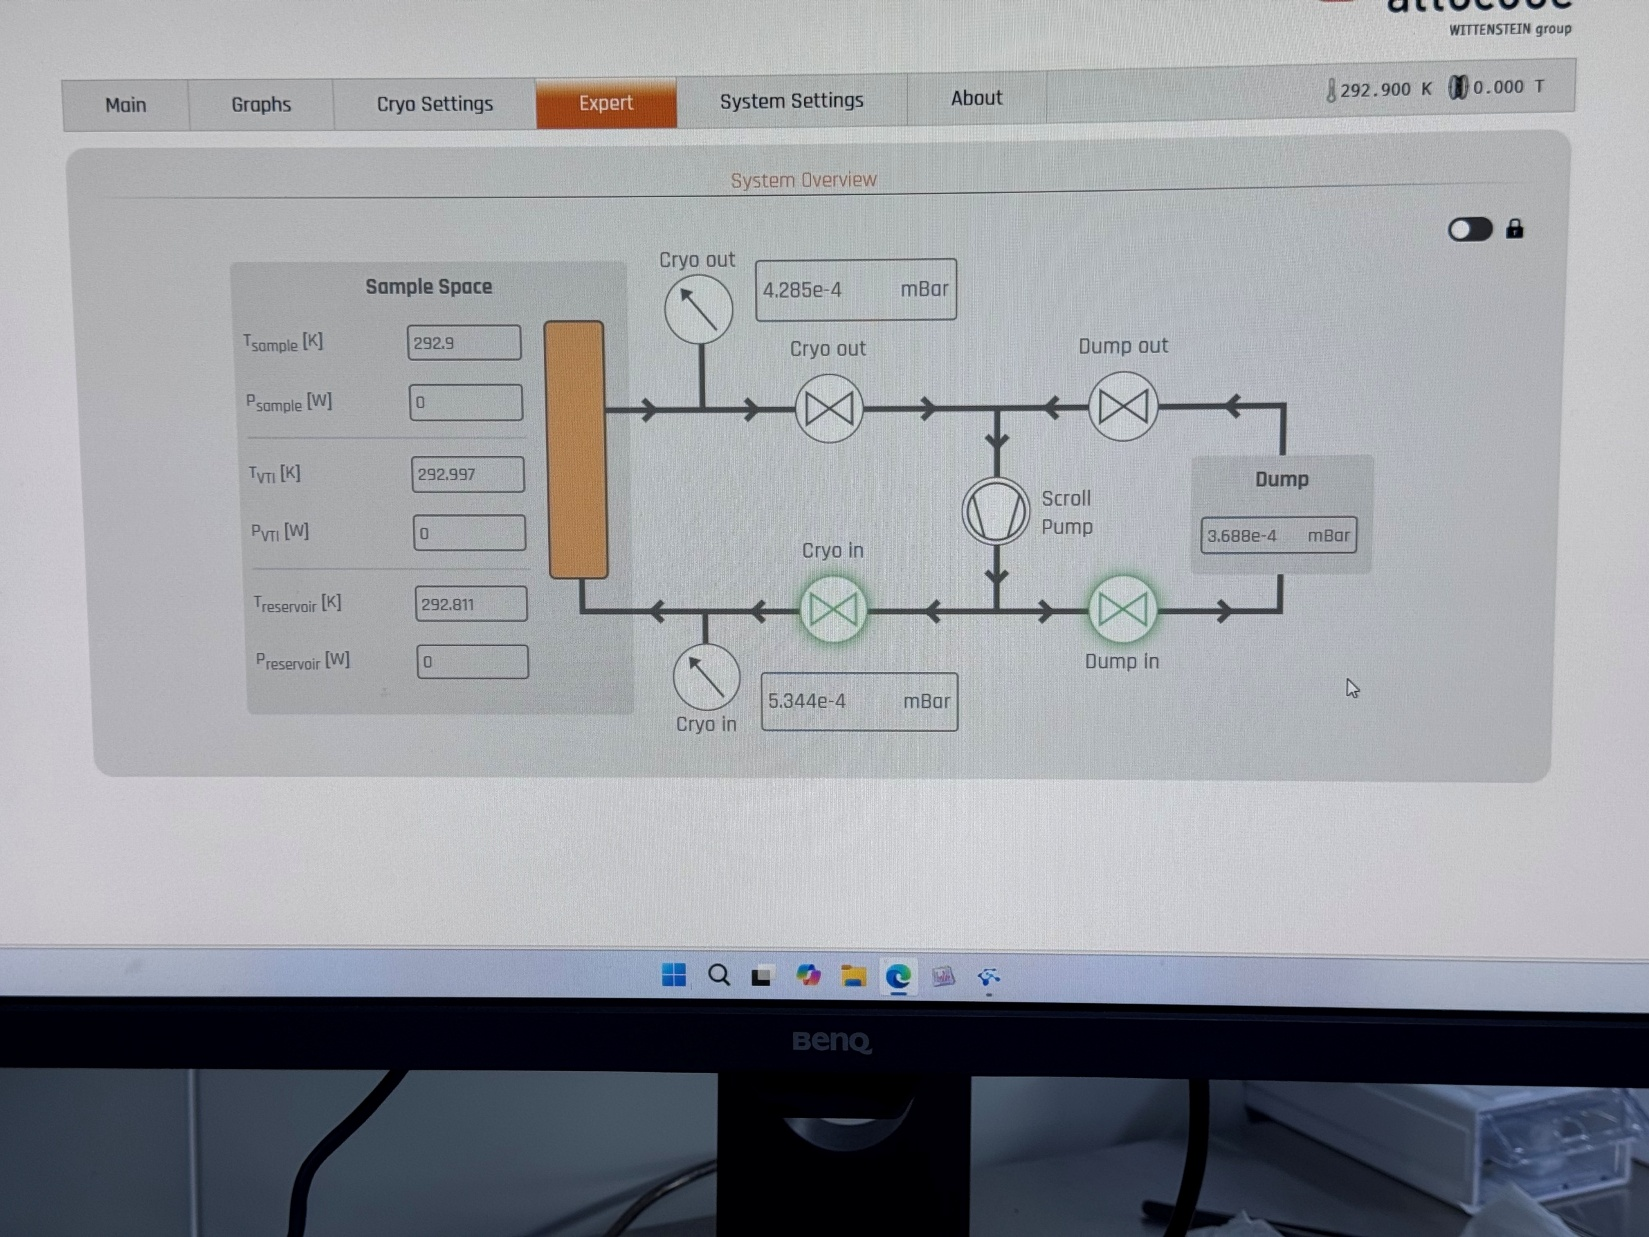 attocube
WITTENSTEIN group
Main Graphs Cryo Settings Expert System Settings About 292.900 K 0.000 T
System Overview
Sample Space
Tsample [K] 292.9
Psample [W] 0
TVTI [K] 292.997
PVTI [W] 0
Treservoir [K] 292.811
Preservoir [W] 0
Cryo out
4.285e-4 mBar
Cryo out
Dump out
Scroll
Pump
Dump
3.688e-4 mBar
Cryo in
Dump in
Cryo in
5.344e-4 mBar
BenQ